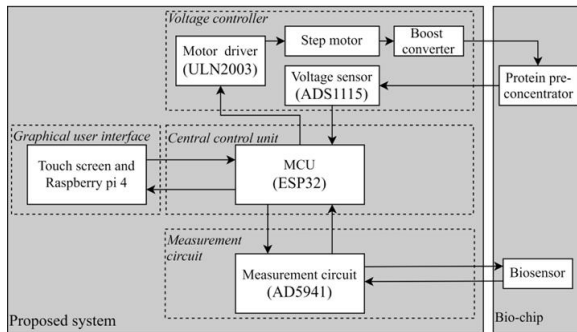 Voltage controller
Motor driver
(ULN2003)
Step motor
Boost
converter
Voltage sensor
(ADS1115)
Protein pre-
concentrator
Graphical user interface
Touch screen and
Raspberry pi 4
Central control unit
MCU
(ESP32)
Measurement
circuit
Measurement circuit
(AD5941)
Biosensor
Proposed system
Bio-chip